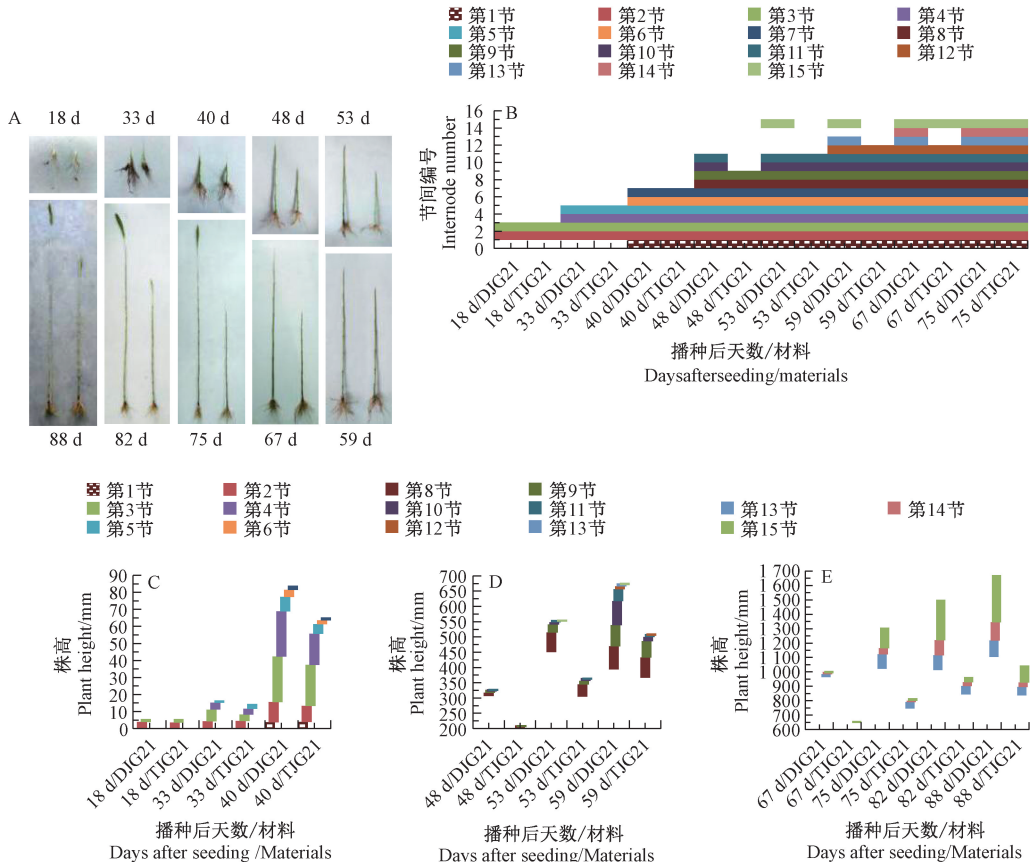 第1节 第2节 第3节 第4节
第5节 第6节 第7节 第8节
第9节 第10节 第11节 第12节
第13节 第14节 第15节
A 18 d 33 d 40 d 48 d 53 d
88 d 82 d 75 d 67 d 59 d
B
节间编号
Internode number
16
14
12
10
8
6
4
2
0
18 d/DJG21
18 d/TJG21
33 d/DJG21
33 d/TJG21
40 d/DJG21
40 d/TJG21
48 d/DJG21
48 d/TJG21
53 d/DJG21
53 d/TJG21
59 d/DJG21
59 d/TJG21
67 d/DJG21
67 d/TJG21
75 d/DJG21
75 d/TJG21
播种后天数/材料
Daysafterseeding/materials
第1节 第2节
第3节 第4节
第5节 第6节
第8节 第9节
第10节 第11节
第12节 第13节
第13节 第14节
第15节
C
株高
Plant height/mm
90
80
70
60
50
40
30
20
10
0
18 d/DJG21
18 d/TJG21
33 d/DJG21
33 d/TJG21
40 d/DJG21
40 d/TJG21
播种后天数/材料
Days after seeding /Materials
D
株高
Plant height/mm
700
650
600
550
500
450
400
350
300
250
200
48 d/DJG21
48 d/TJG21
53 d/DJG21
53 d/TJG21
59 d/DJG21
59 d/TJG21
播种后天数/材料
Days after seeding/Materials
E
株高
Plant height/mm
1 700
1 600
1 500
1 400
1 300
1 200
1 100
1 000
900
800
700
600
67 d/DJG21
67 d/TJG21
75 d/DJG21
75 d/TJG21
82 d/DJG21
82 d/TJG21
88 d/DJG21
88 d/TJG21
播种后天数/材料
Days after seeding/Materials